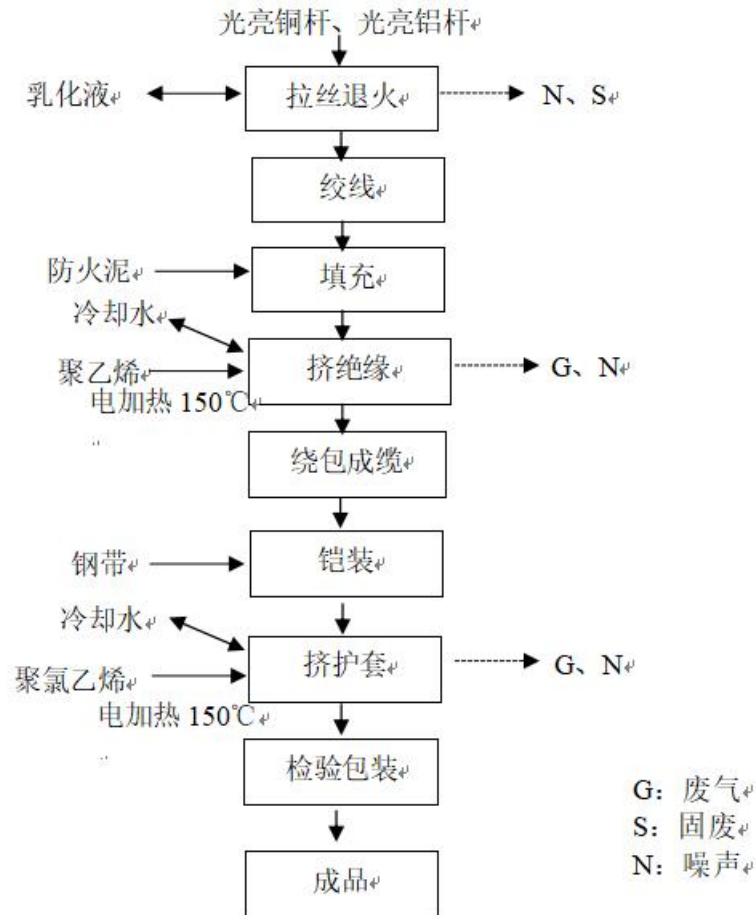 光亮铜杆、光亮铝杆
乳化液
拉丝退火
N、S
绞线
防火泥
填充
冷却水
聚乙烯
挤绝缘
G、N
电加热 150℃
绕包成缆
钢带
铠装
冷却水
聚氯乙烯
挤护套
G、N
电加热 150℃
检验包装
G：废气
S：固废
N：噪声
成品